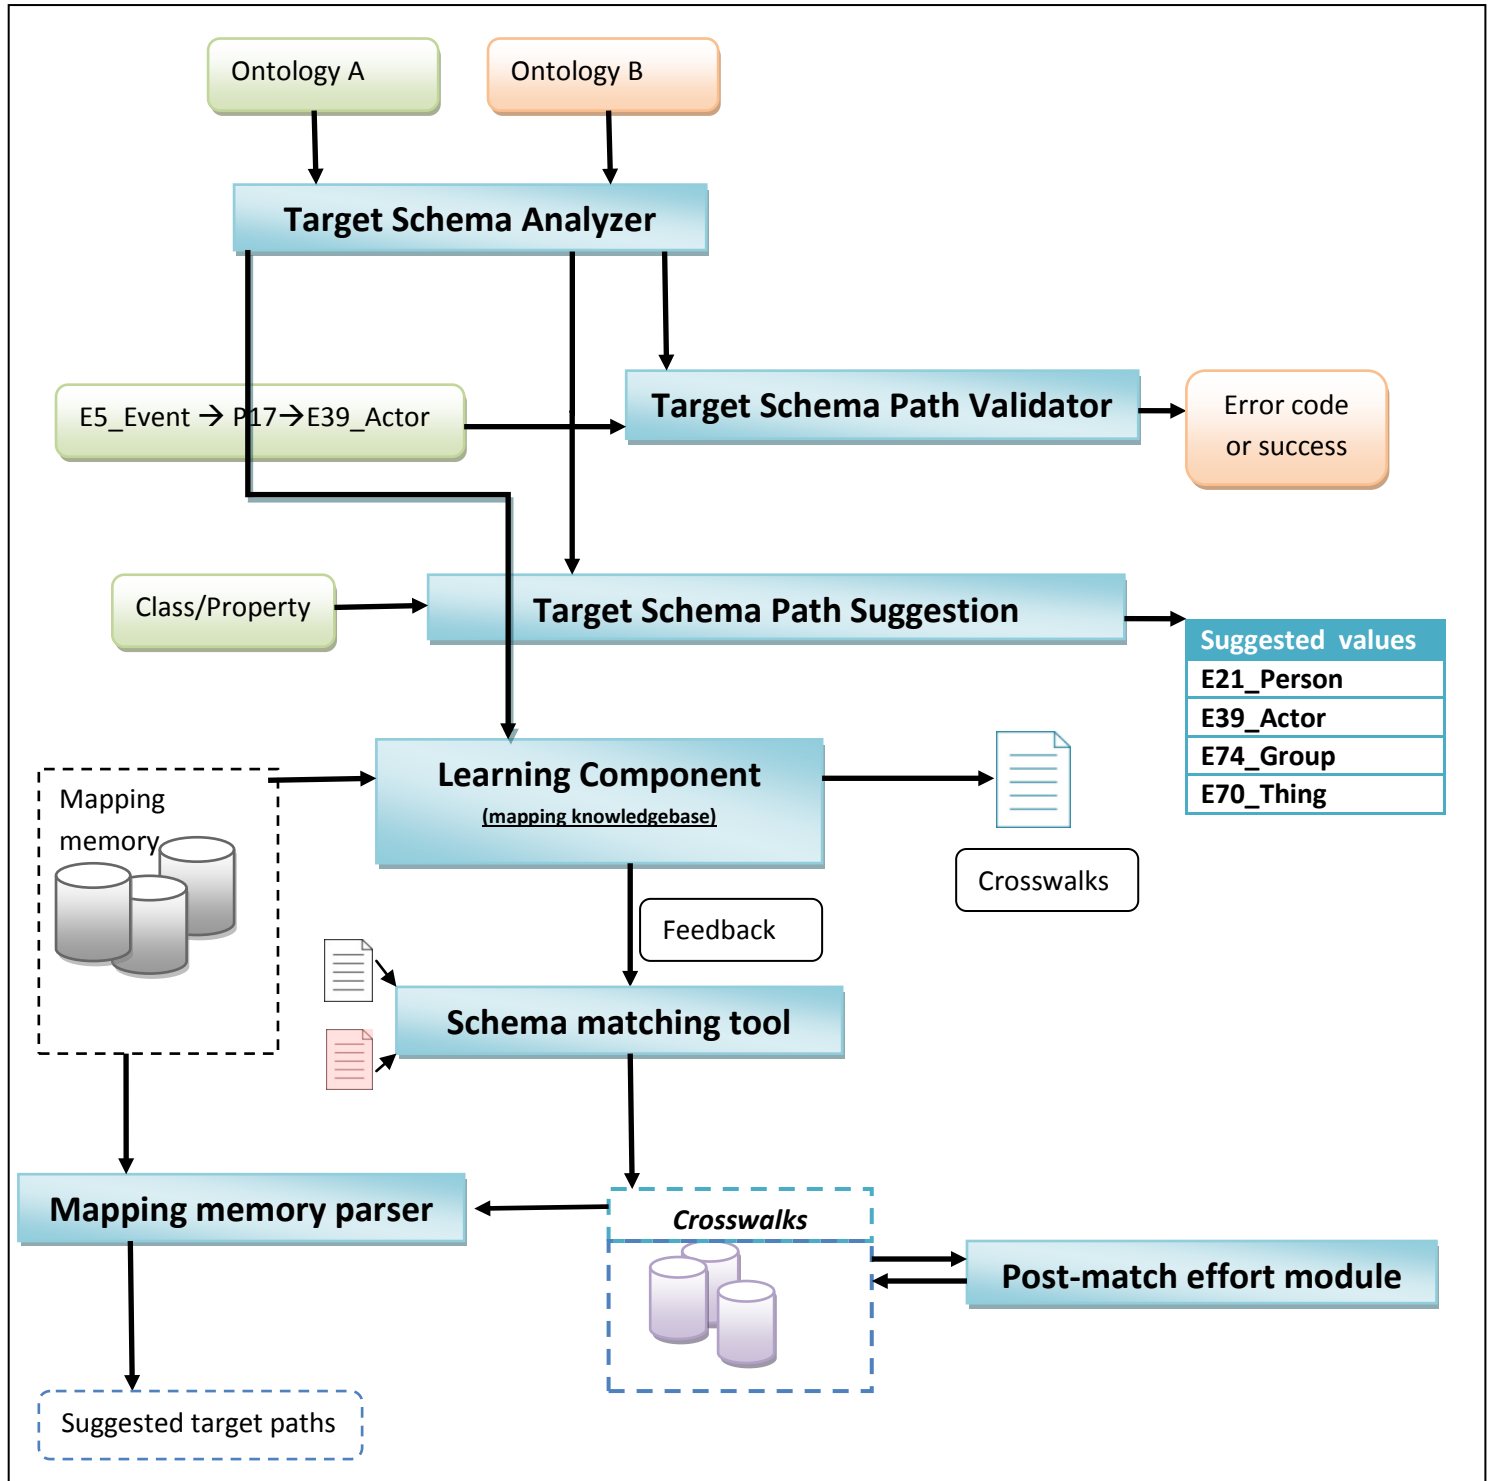 Ontology A
Ontology B
Target Schema Analyzer
E5_Event → P17→E39_Actor
Target Schema Path Validator
Error code
or success
Class/Property
Target Schema Path Suggestion
Suggested values
E21_Person
E39_Actor
E74_Group
E70_Thing
Mapping
memory
Learning Component
(mapping knowledgebase)
Crosswalks
Feedback
Schema matching tool
Mapping memory parser
Crosswalks
Post-match effort module
Suggested target paths